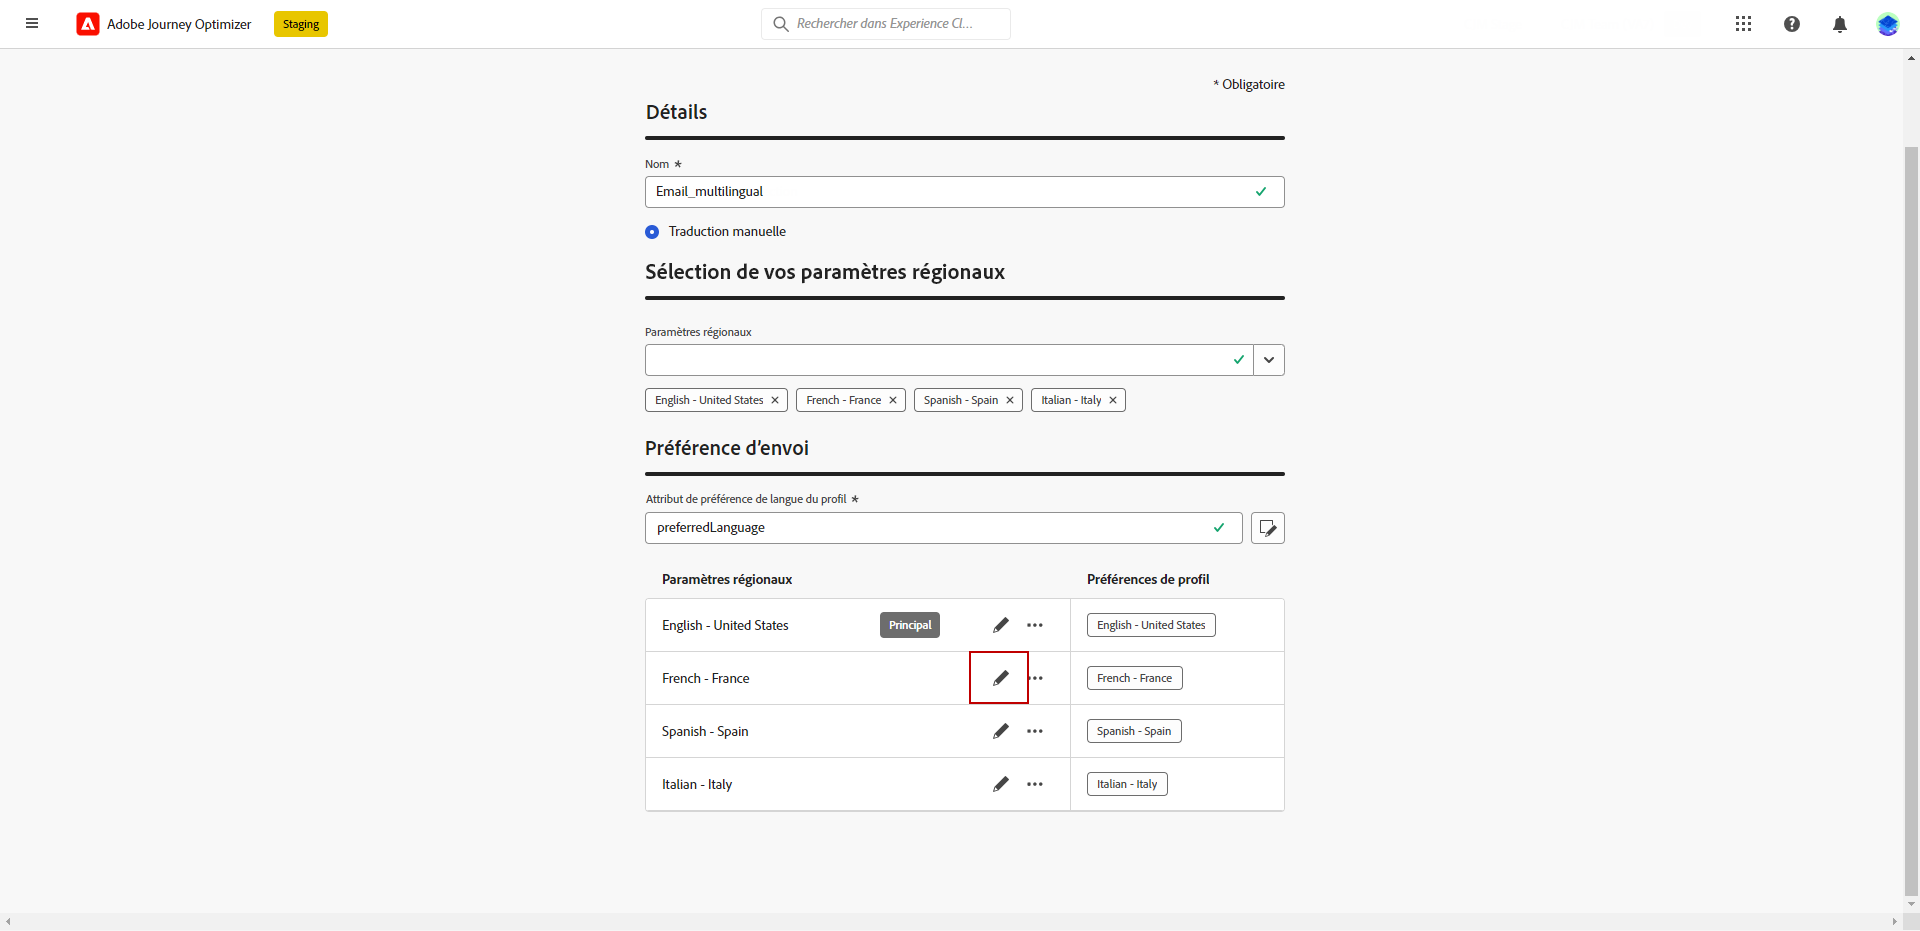 Adobe Journey Optimizer Staging Rechercher dans Experience Cl...
* Obligatoire
Détails
Nom *
Email_multilingual
Traduction manuelle
Sélection de vos paramètres régionaux
Paramètres régionaux
English - United States French - France Spanish - Spain Italian - Italy
Préférence d’envoi
Attribut de préférence de langue du profil *
preferredLanguage
Paramètres régionaux Préférences de profil
English - United States Principal English - United States
French - France French - France
Spanish - Spain Spanish - Spain
Italian - Italy Italian - Italy